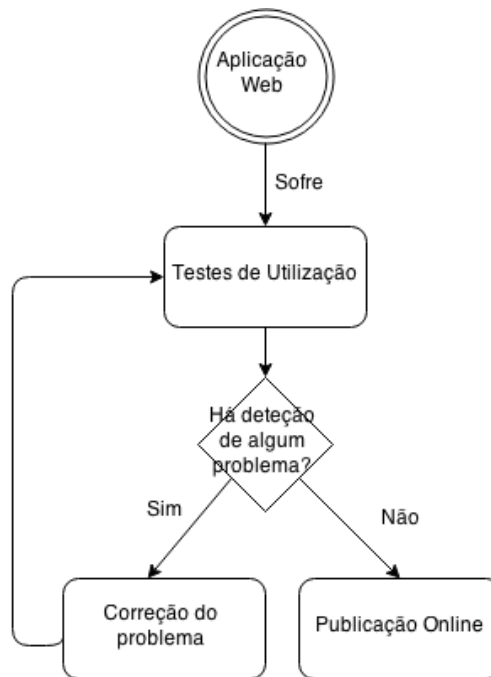 Aplicação
Web
Sofre
Testes de Utilização
Há deteção
de algum
problema?
Sim
Não
Correção do
problema
Publicação Online